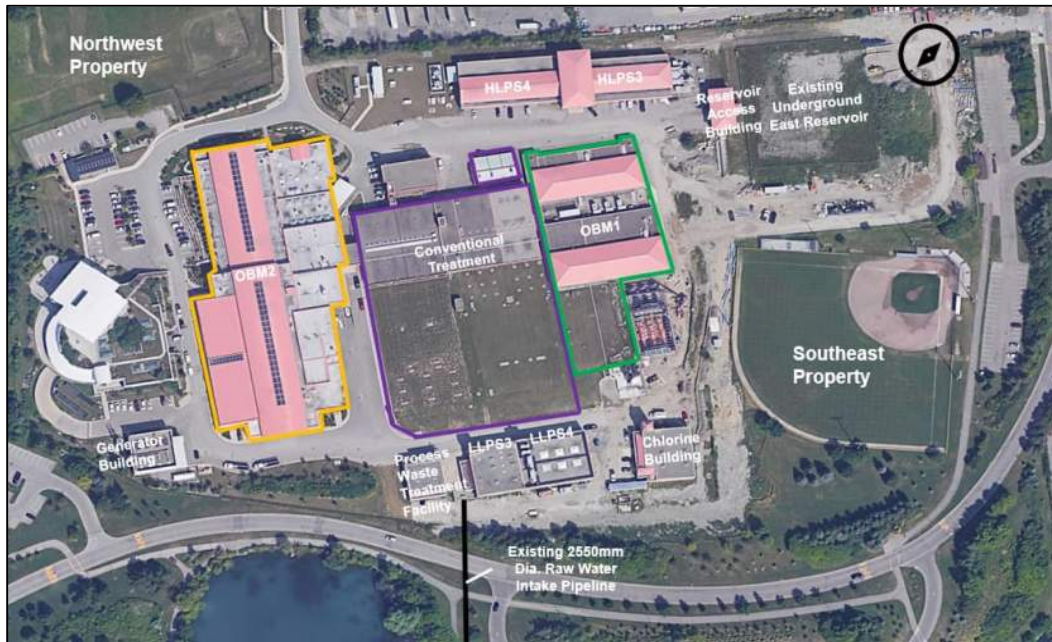 Northwest
Property
HLPS4
HLPS3
Reservoir
Access
Building
Existing
Underground
East Reservoir
OBM1
Conventional
Treatment
OBM2
Southeast
Property
Generator
Building
Process
Waste
Treatment
Facility
LLPS3
LLPS4
Chlorine
Building
Existing 2550mm
Dia. Raw Water
Intake Pipeline